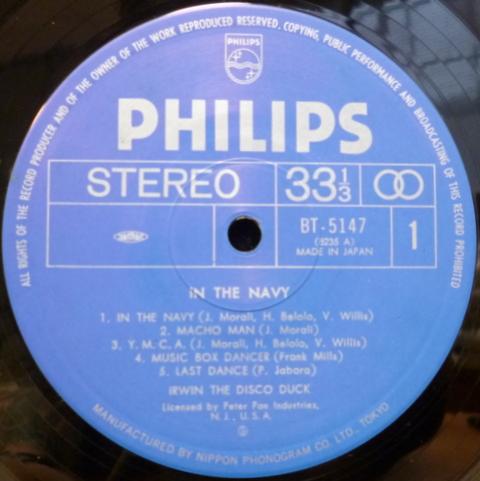 ALL RIGHTS OF THE RECORD PRODUCER AND OF THE OWNER OF THE WORK REPRODUCED RESERVED, COPYING, PUBLIC PERFORMANCE AND BROADCASTING OF THIS RECORD PROHIBITED
PHILIPS
PHILIPS
STEREO
33 1/3
BT-5147
(5235 A)
MADE IN JAPAN
1
IN THE NAVY
1. IN THE NAVY (J. Morali, H. Belolo, V. Willis)
2. MACHO MAN (J. Morali)
3. Y. M. C. A. (J. Morali, H. Belolo, V. Willis)
4. MUSIC BOX DANCER (Frank Mills)
5. LAST DANCE (P. Jabara)
IRWIN THE DISCO DUCK
Licensed by Peter Pan Industries,
N. J., U. S. A.
Ⓟ
MANUFACTURED BY NIPPON PHONOGRAM CO. LTD., TOKYO